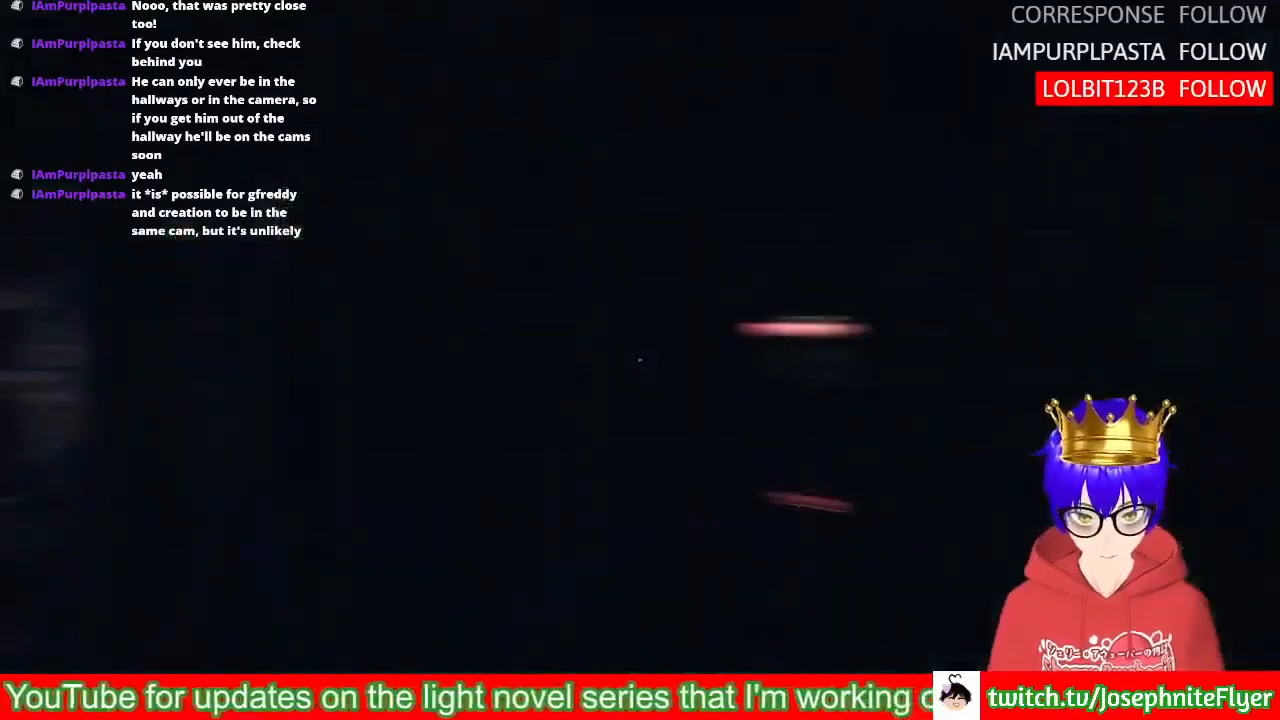 IAmPurplpasta Nooo, that was pretty close
too!
IAmPurplpasta If you don't see him, check
behind you
IAmPurplpasta He can only ever be in the
hallways or in the camera, so
if you get him out of the
hallway he'll be on the cams
soon
IAmPurplpasta yeah
IAmPurplpasta it *is* possible for gfreddy
and creation to be in the
same cam, but it's unlikely
CORRESPONSE FOLLOW
IAMPURPLPASTA FOLLOW
LOLBIT123B FOLLOW
YouTube for updates on the light novel series that I'm working
twitch.tv/JosephniteFlyer